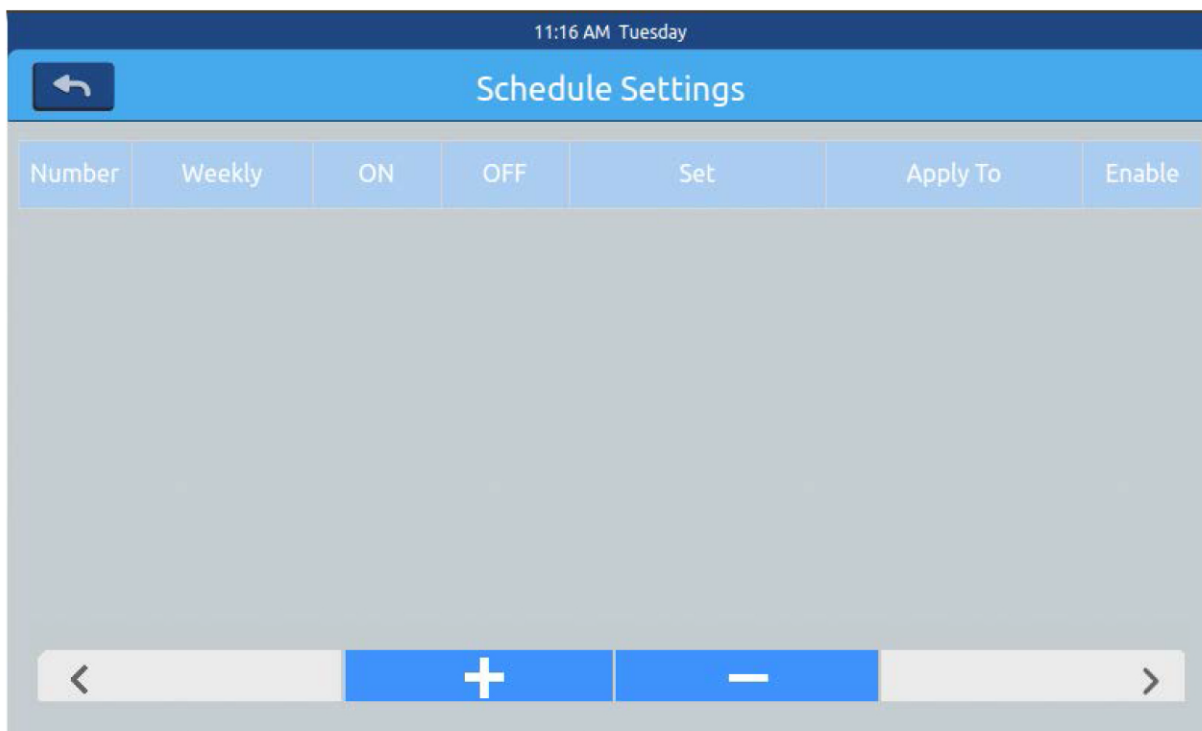 11:16 AM Tuesday
Schedule Settings
Number Weekly ON OFF Set Apply To Enable